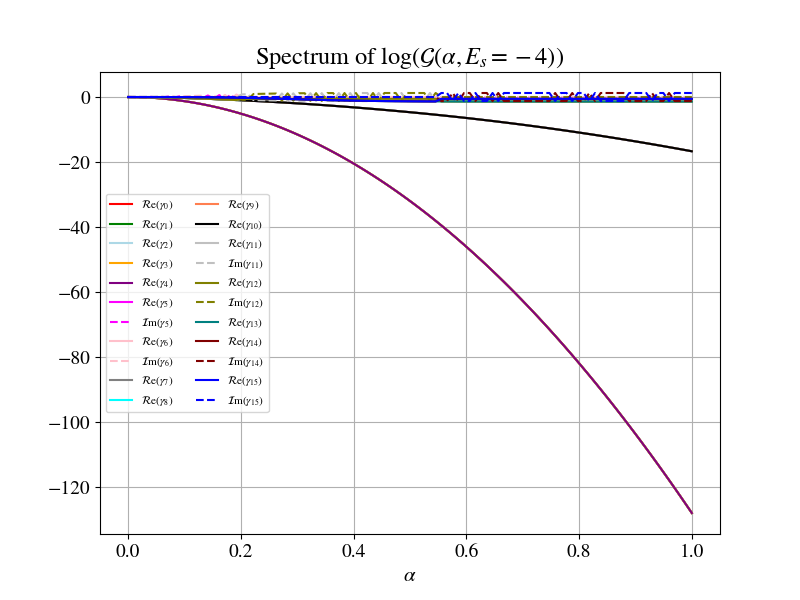 Spectrum of log(𝒢(α, Eₛ = −4))
0
−20
−40
−60
−80
−100
−120
ℛe(γ₀)
ℛe(γ₁)
ℛe(γ₂)
ℛe(γ₃)
ℛe(γ₄)
ℛe(γ₅)
ℐm(γ₅)
ℛe(γ₆)
ℐm(γ₆)
ℛe(γ₇)
ℛe(γ₈)
ℛe(γ₉)
ℛe(γ₁₀)
ℛe(γ₁₁)
ℐm(γ₁₁)
ℛe(γ₁₂)
ℐm(γ₁₂)
ℛe(γ₁₃)
ℛe(γ₁₄)
ℐm(γ₁₄)
ℛe(γ₁₅)
ℐm(γ₁₅)
0.0 0.2 0.4 0.6 0.8 1.0
α